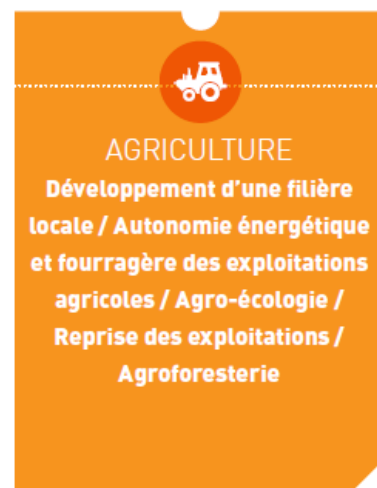 AGRICULTURE
Développement d'une filière
locale / Autonomie énergétique
et fourragère des exploitations
agricoles / Agro-écologie /
Reprise des exploitations /
Agroforesterie